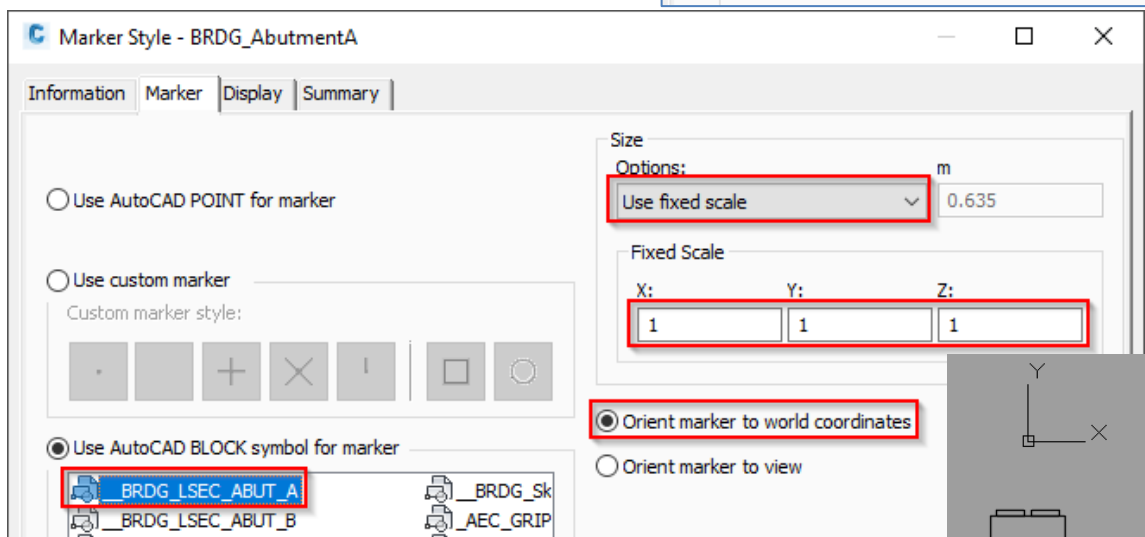 Marker Style - BRDG_AbutmentA
Information Marker Display Summary
Size
Options: m
Use fixed scale 0.635
Use AutoCAD POINT for marker
Fixed Scale
X: Y: Z:
1 1 1
Use custom marker
Custom marker style:
Orient marker to world coordinates
Orient marker to view
Use AutoCAD BLOCK symbol for marker
__BRDG_LSEC_ABUT_A __BRDG_Sk
__BRDG_LSEC_ABUT_B _AEC_GRIP
Y
X